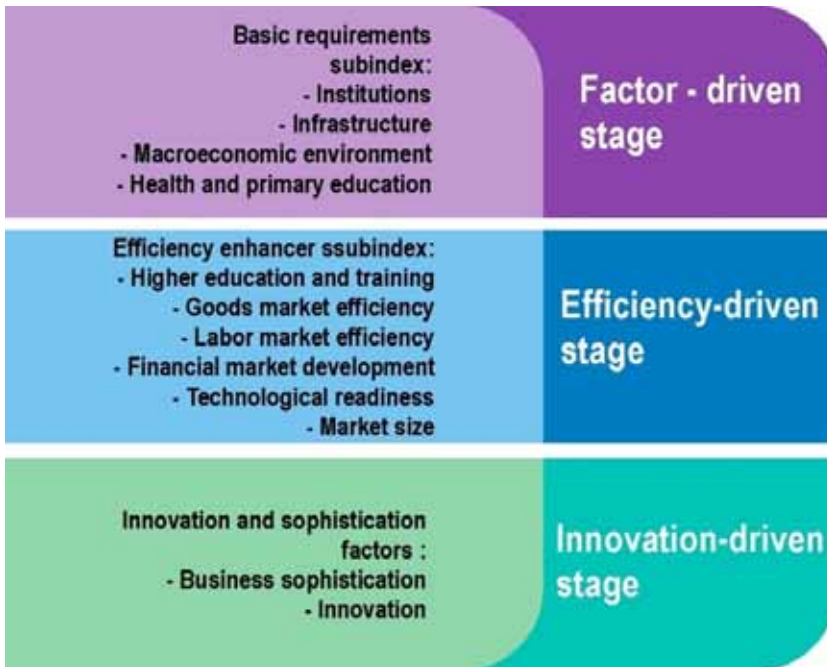 Basic requirements
subindex:
- Institutions
- Infrastructure
- Macroeconomic environment
- Health and primary education
Factor - driven
stage
Efficiency enhancer ssubindex:
- Higher education and training
- Goods market efficiency
- Labor market efficiency
- Financial market development
- Technological readiness
- Market size
Efficiency-driven
stage
Innovation and sophistication
factors :
- Business sophistication
- Innovation
Innovation-driven
stage